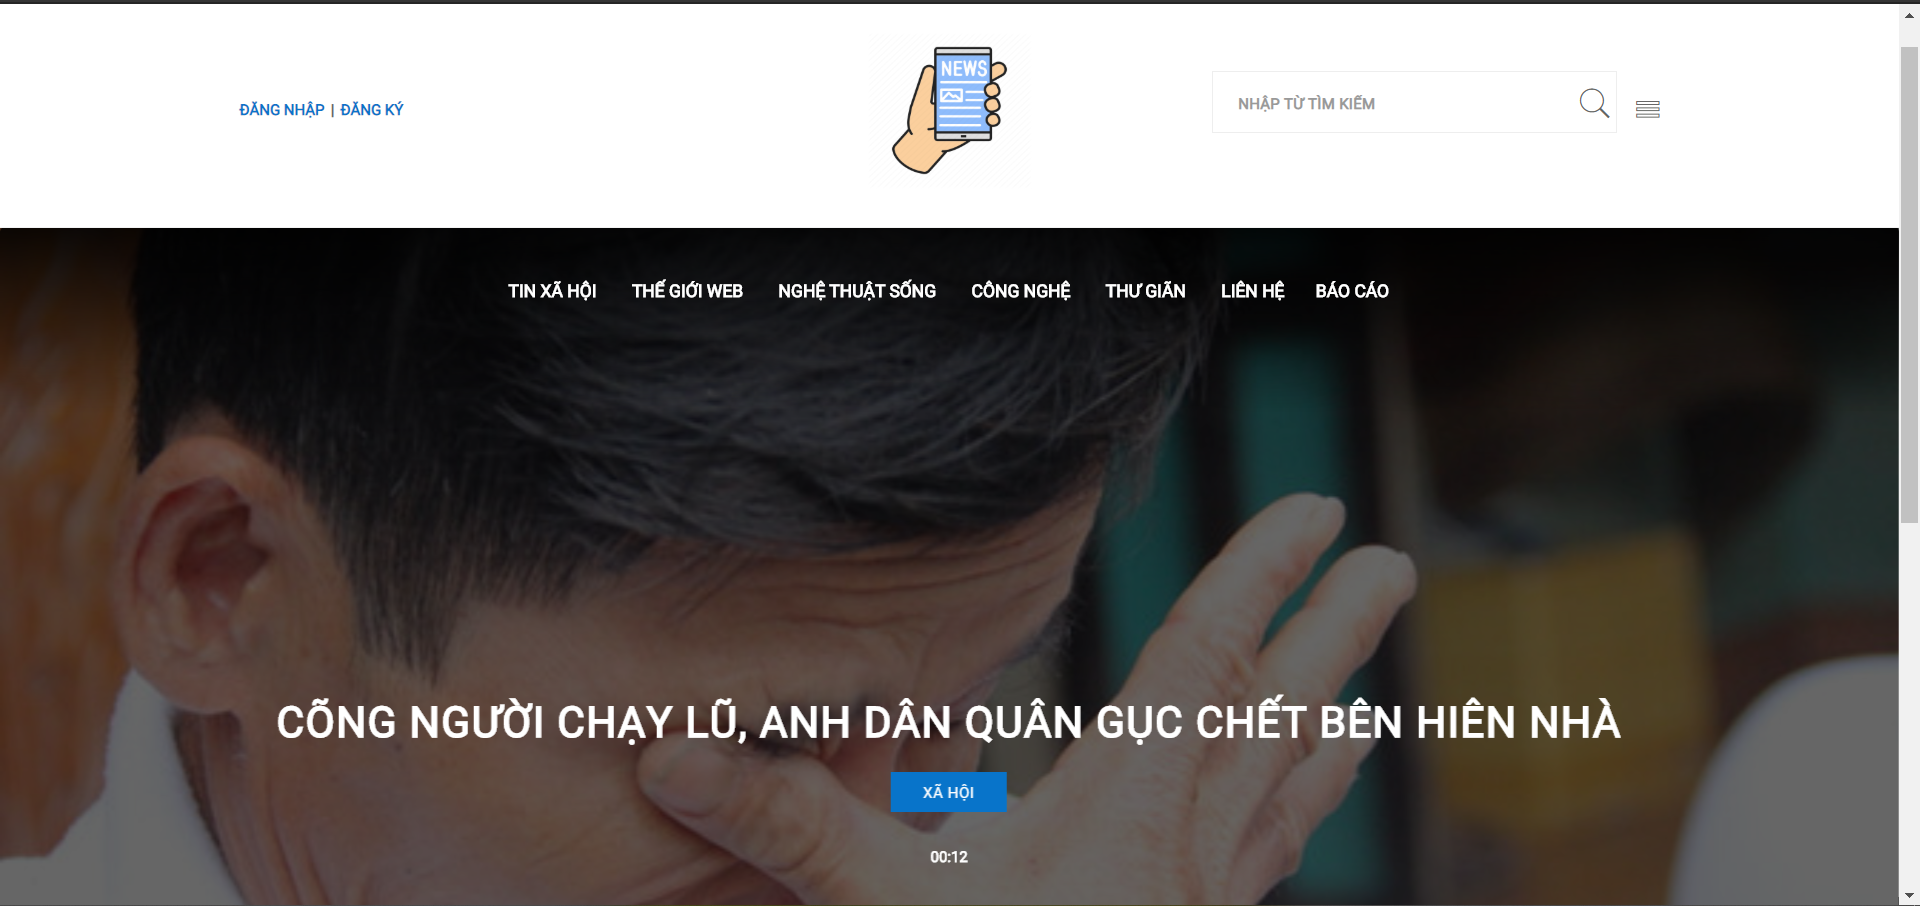 ĐĂNG NHẬP | ĐĂNG KÝ
NEWS
NHẬP TỪ TÌM KIẾM
TIN XÃ HỘI THẾ GIỚI WEB NGHỆ THUẬT SỐNG CÔNG NGHỆ THƯ GIÃN LIÊN HỆ BÁO CÁO
CÕNG NGƯỜI CHẠY LŨ, ANH DÂN QUÂN GỤC CHẾT BÊN HIÊN NHÀ
XÃ HỘI
00:12